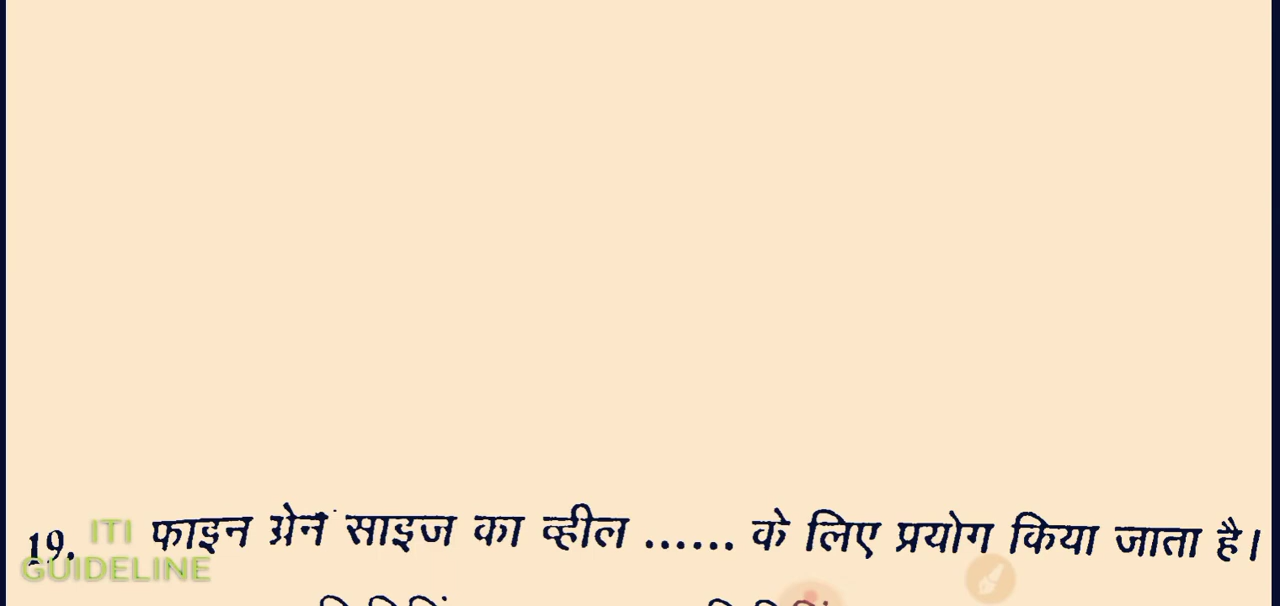 19. फाइन ग्रेन साइज का व्हील ...... के लिए प्रयोग किया जाता है।
ITI
GUIDELINE